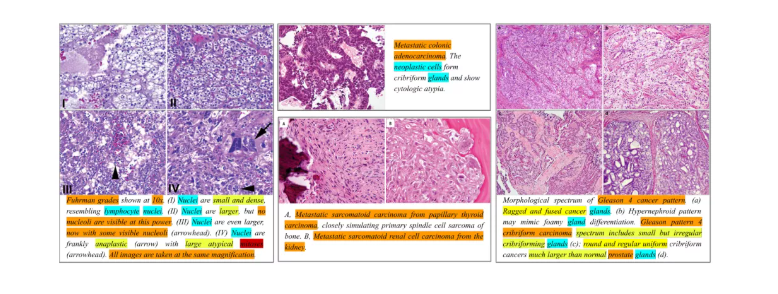 I
II
III
IV
Fuhrman grades shown at 10x. (I) Nuclei are small and dense,
resembling lymphocyte nuclei. (II) Nuclei are larger, but no
nucleoli are visible at this power. (III) Nuclei are even larger,
now with some visible nucleoli (arrowhead). (IV) Nuclei are
frankly anaplastic (arrow) with large atypical
(arrowhead). All images are taken at the same magnification.
Metastatic colonic
adenocarcinoma. The
neoplastic cells form
cribriform glands and show
cytologic atypia.
A
B
A, Metastatic sarcomatoid carcinoma from papillary thyroid
carcinoma, closely simulating primary spindle cell sarcoma of
bone. B, Metastatic sarcomatoid renal cell carcinoma from the
kidney.
Morphological spectrum of Gleason 4 cancer pattern. (a)
Ragged and fused cancer glands. (b) Hypernephroid pattern
may mimic foamy gland differentiation. Gleason pattern 4
cribriform carcinoma spectrum includes small but irregular
cribriforming glands (c), round and regular uniform cribriform
cancers much larger than normal prostate glands (d).